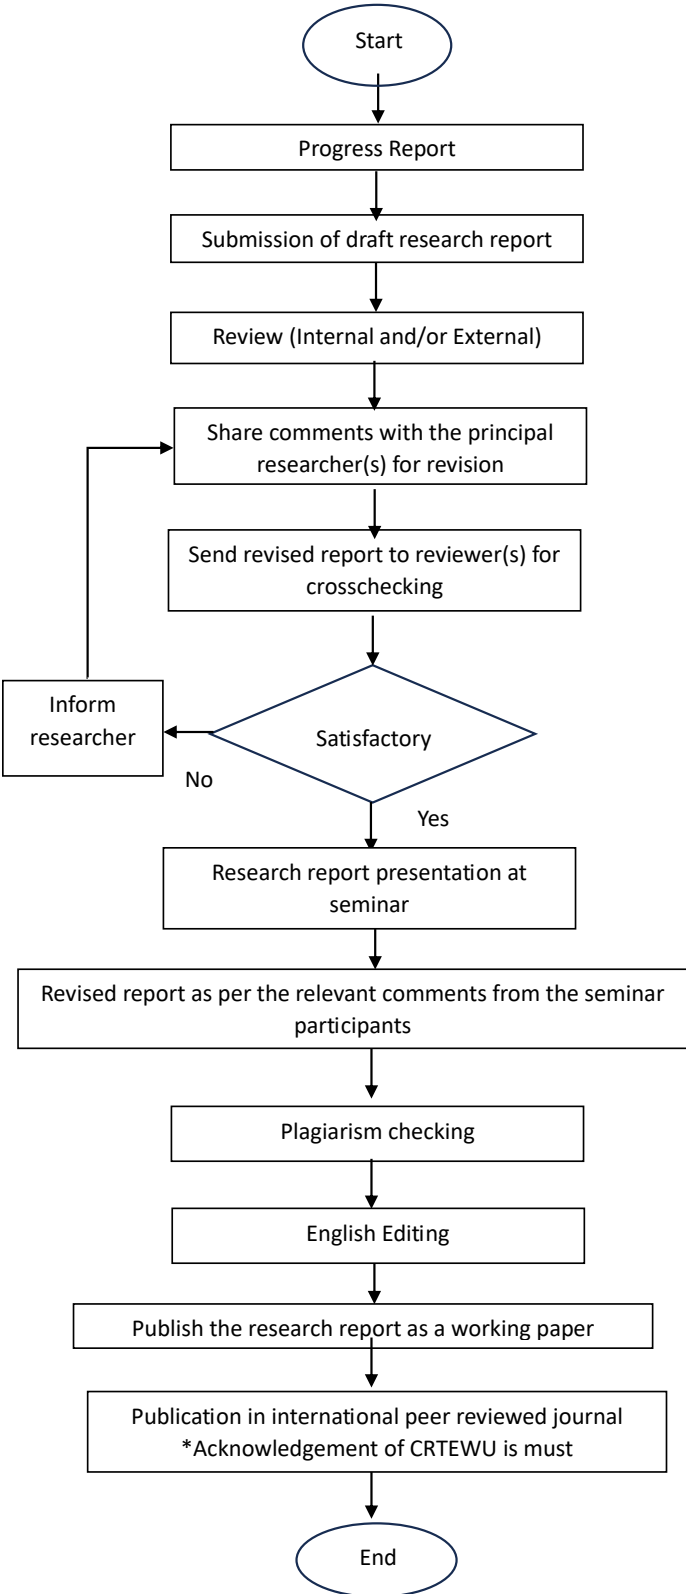 Start
Progress Report
Submission of draft research report
Review (Internal and/or External)
Share comments with the principal
researcher(s) for revision
Send revised report to reviewer(s) for
crosschecking
Inform
researcher
Satisfactory
No
Yes
Research report presentation at
seminar
Revised report as per the relevant comments from the seminar
participants
Plagiarism checking
English Editing
Publish the research report as a working paper
Publication in international peer reviewed journal
*Acknowledgement of CRTEWU is must
End